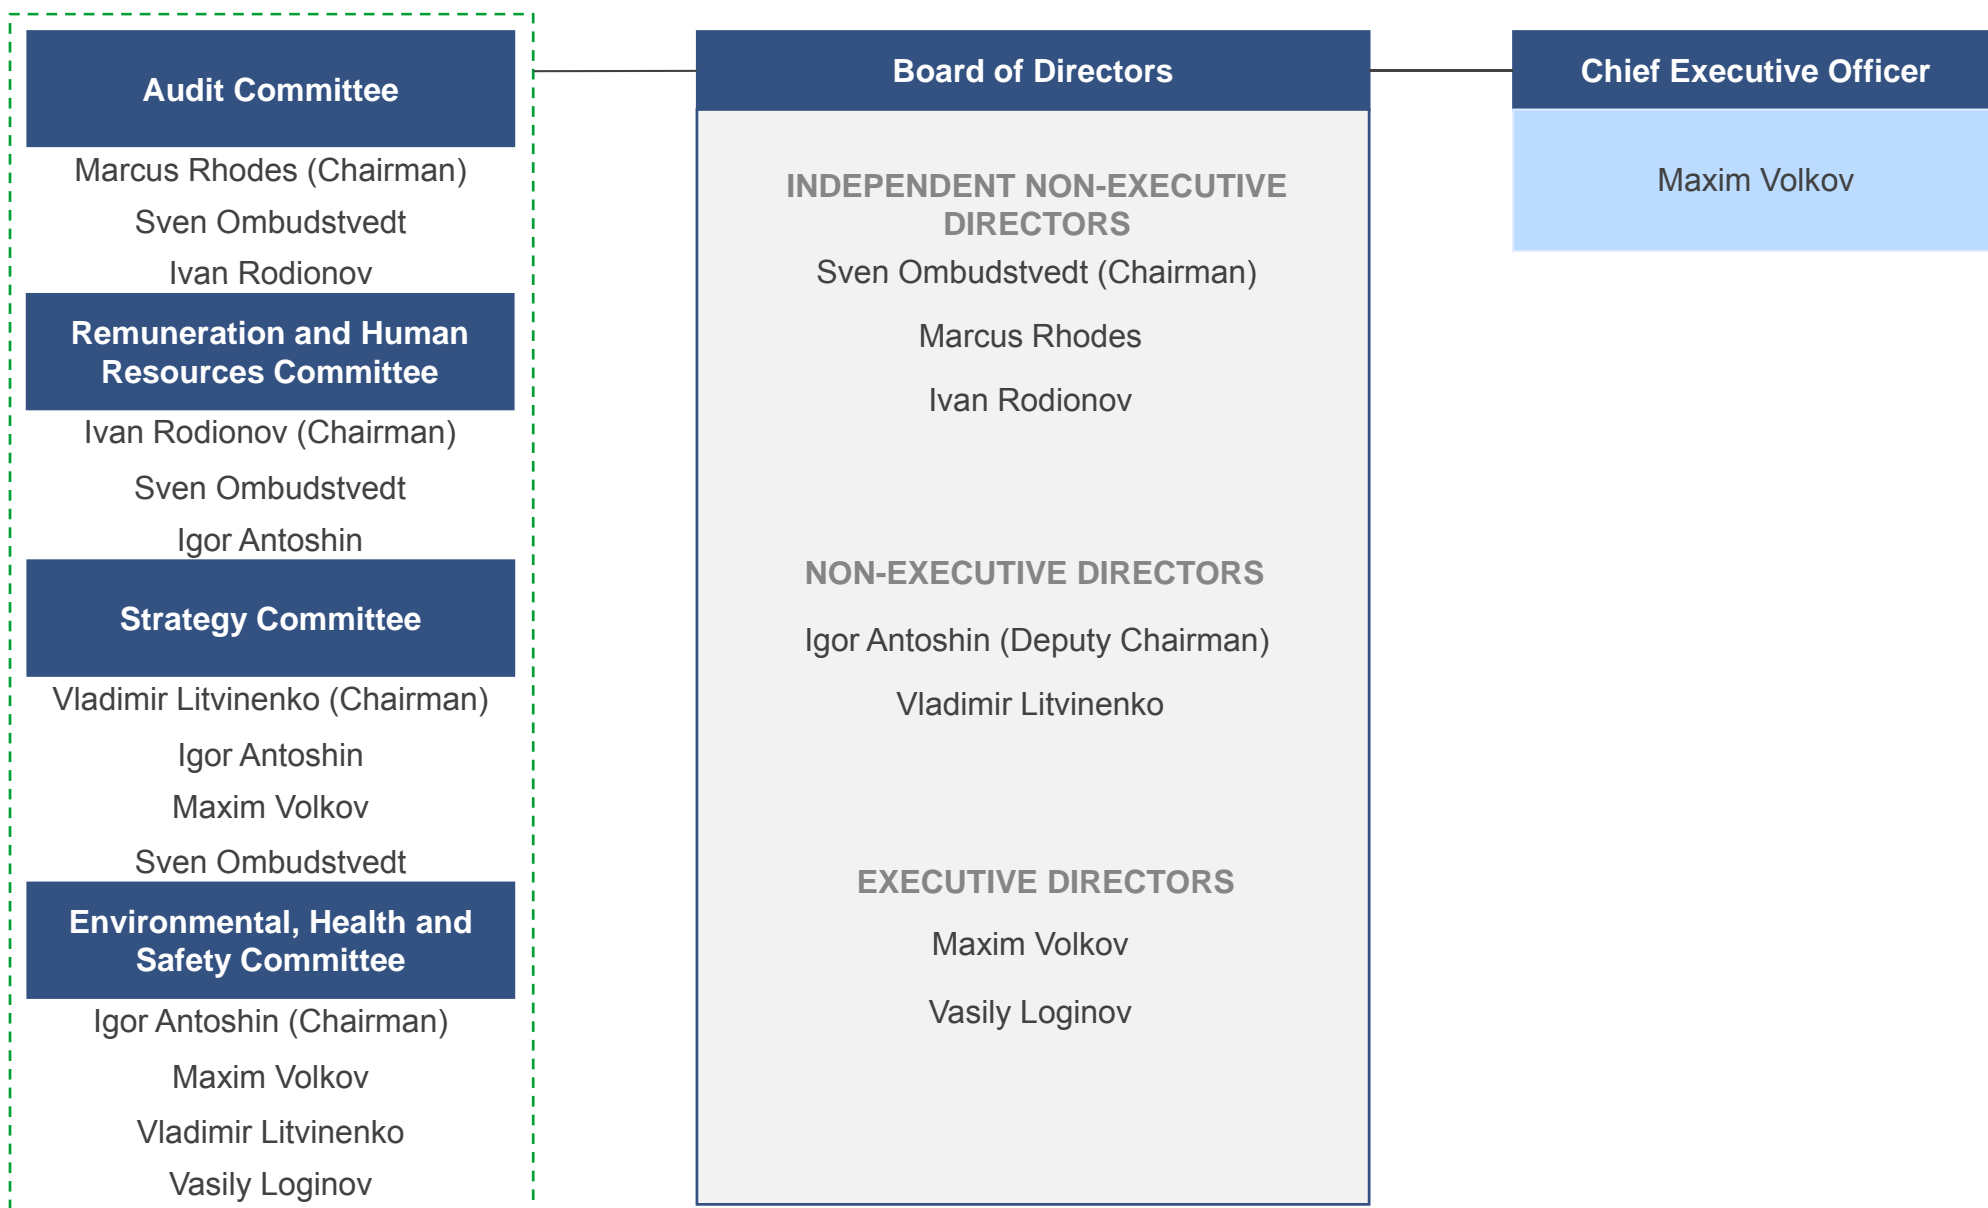 Audit Committee
Marcus Rhodes (Chairman)
Sven Ombudstvedt
Ivan Rodionov
Remuneration and Human
Resources Committee
Ivan Rodionov (Chairman)
Sven Ombudstvedt
Igor Antoshin
Strategy Committee
Vladimir Litvinenko (Chairman)
Igor Antoshin
Maxim Volkov
Sven Ombudstvedt
Environmental, Health and
Safety Committee
Igor Antoshin (Chairman)
Maxim Volkov
Vladimir Litvinenko
Vasily Loginov
Board of Directors
INDEPENDENT NON-EXECUTIVE
DIRECTORS
Sven Ombudstvedt (Chairman)
Marcus Rhodes
Ivan Rodionov
NON-EXECUTIVE DIRECTORS
Igor Antoshin (Deputy Chairman)
Vladimir Litvinenko
EXECUTIVE DIRECTORS
Maxim Volkov
Vasily Loginov
Chief Executive Officer
Maxim Volkov